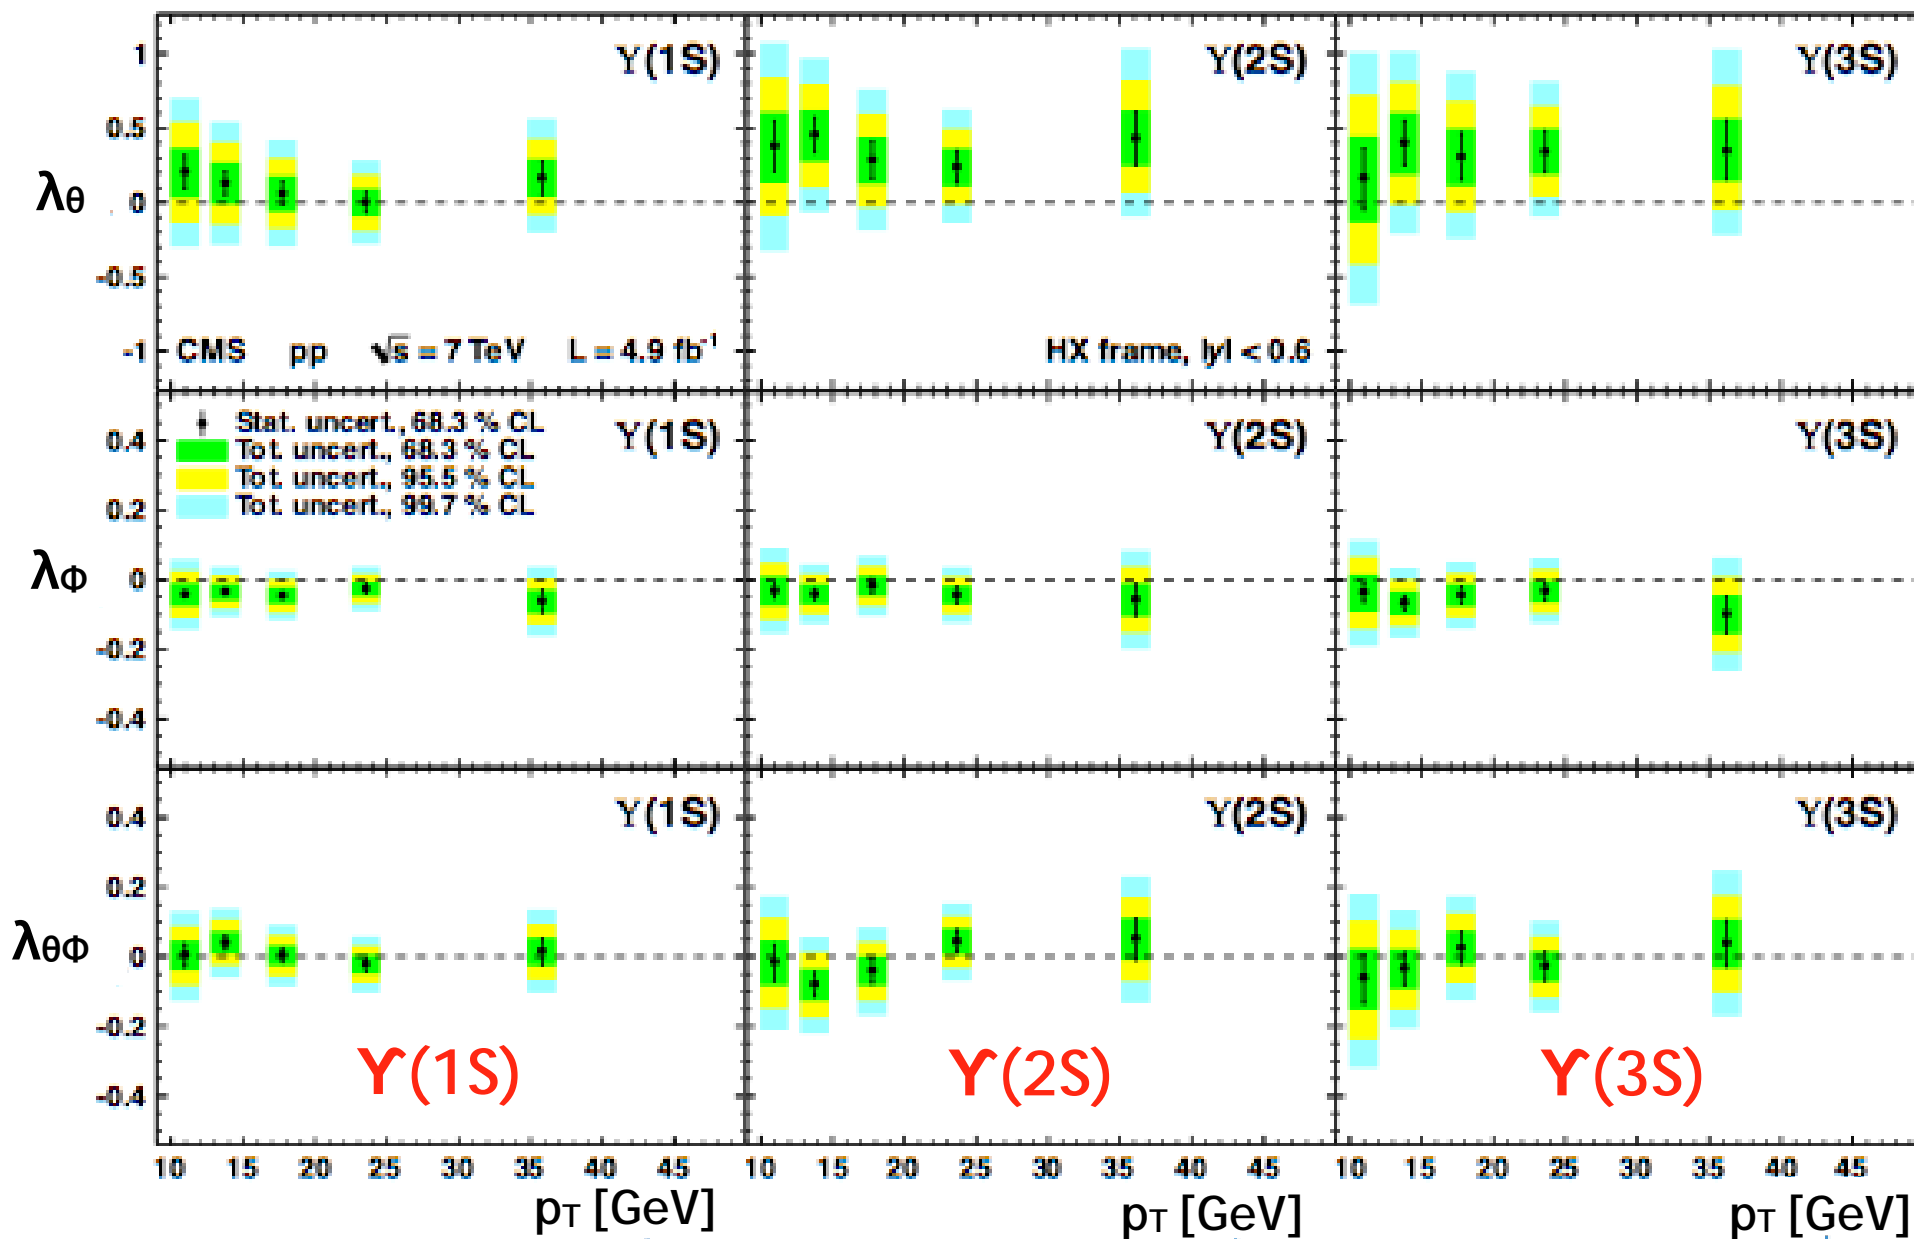 Υ(1S) Υ(2S) Υ(3S)
1
0.5
λθ
0
-0.5
-1
CMS pp √s = 7 TeV L = 4.9 fb⁻¹ HX frame, |y| < 0.6
Stat. uncert., 68.3 % CL
Tot. uncert., 68.3 % CL
Tot. uncert., 95.5 % CL
Tot. uncert., 99.7 % CL
Υ(1S) Υ(2S) Υ(3S)
0.4
0.2
λΦ
0
-0.2
-0.4
Υ(1S) Υ(2S) Υ(3S)
0.4
0.2
λθΦ
0
-0.2
-0.4
ϒ(1S) ϒ(2S) ϒ(3S)
10 15 20 25 30 35 40 45 10 15 20 25 30 35 40 45 10 15 20 25 30 35 40 45
pT [GeV] pT [GeV] pT [GeV]